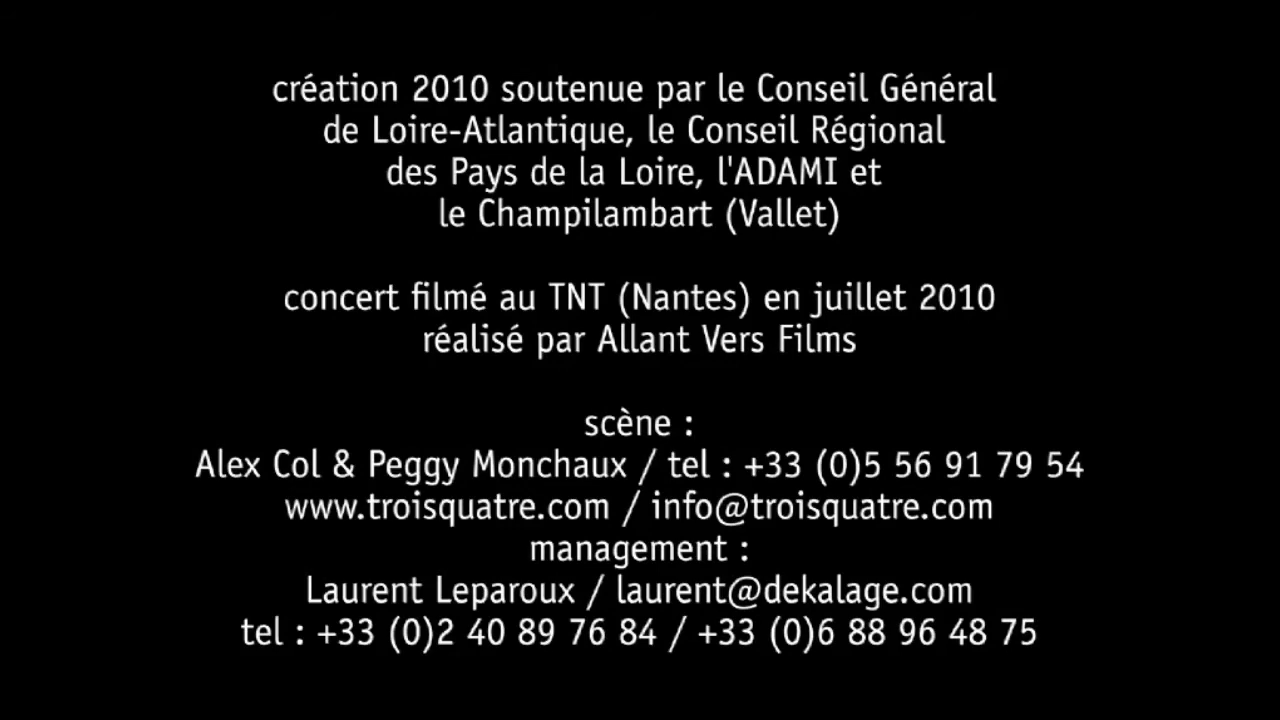 création 2010 soutenue par le Conseil Général
de Loire-Atlantique, le Conseil Régional
des Pays de la Loire, l'ADAMI et
le Champilambart (Vallet)
concert filmé au TNT (Nantes) en juillet 2010
réalisé par Allant Vers Films
scène :
Alex Col & Peggy Monchaux / tel : +33 (0)5 56 91 79 54
www.troisquatre.com / info@troisquatre.com
management :
Laurent Leparoux / laurent@dekalage.com
tel : +33 (0)2 40 89 76 84 / +33 (0)6 88 96 48 75